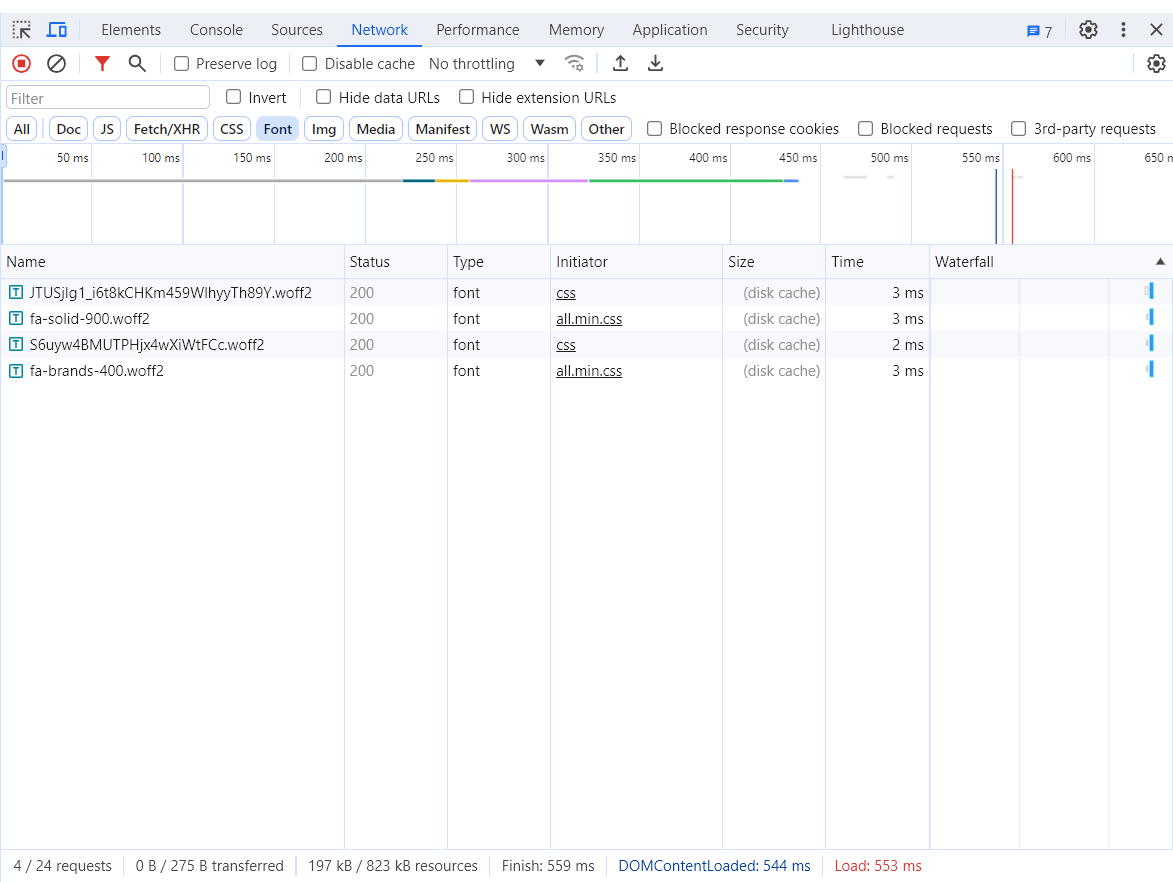 Elements Console Sources Network Performance Memory Application Security Lighthouse 7
Preserve log Disable cache No throttling
Filter Invert Hide data URLs Hide extension URLs
All Doc JS Fetch/XHR CSS Font Img Media Manifest WS Wasm Other Blocked response cookies Blocked requests 3rd-party requests
50 ms 100 ms 150 ms 200 ms 250 ms 300 ms 350 ms 400 ms 450 ms 500 ms 550 ms 600 ms 650 m
Name Status Type Initiator Size Time Waterfall
T JTUSjIg1_i6t8kCHKm459WlhyyTh89Y.woff2 200 font css (disk cache) 3 ms
T fa-solid-900.woff2 200 font all.min.css (disk cache) 3 ms
T S6uyw4BMUTPHjx4wXiWtFCc.woff2 200 font css (disk cache) 2 ms
T fa-brands-400.woff2 200 font all.min.css (disk cache) 3 ms
4 / 24 requests 0 B / 275 B transferred 197 kB / 823 kB resources Finish: 559 ms DOMContentLoaded: 544 ms Load: 553 ms